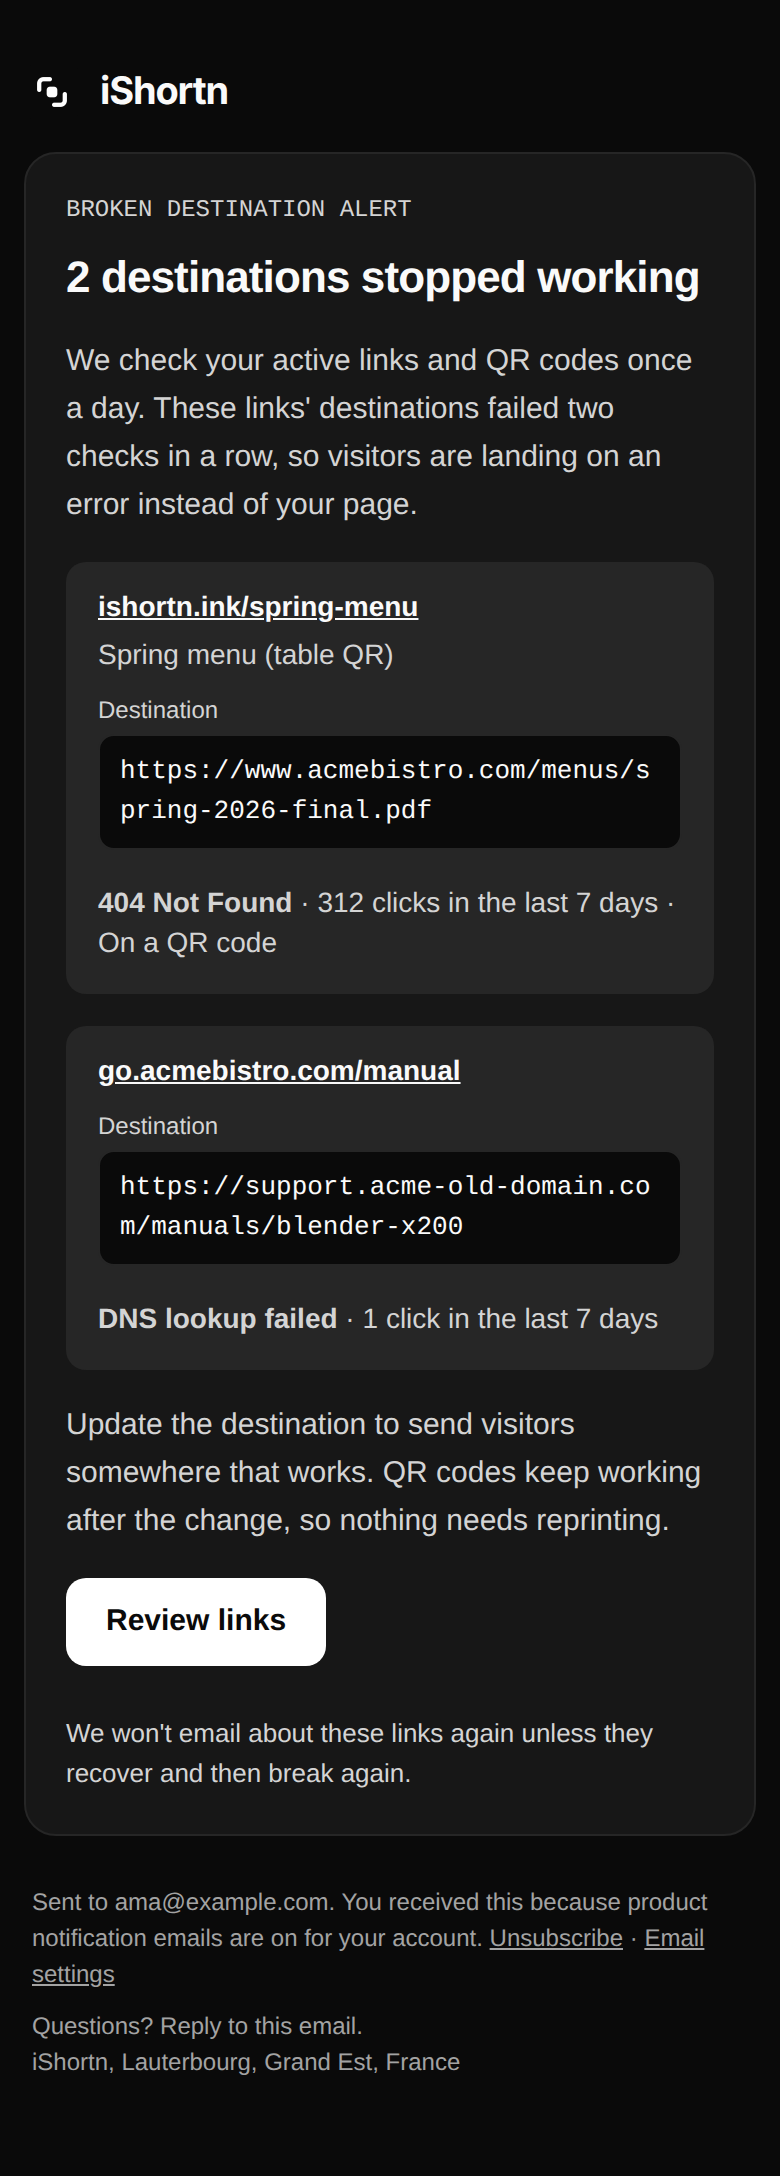 iShortn
BROKEN DESTINATION ALERT
2 destinations stopped working
We check your active links and QR codes once
a day. These links' destinations failed two
checks in a row, so visitors are landing on an
error instead of your page.
ishortn.ink/spring-menu
Spring menu (table QR)
Destination
https://www.acmebistro.com/menus/s
pring-2026-final.pdf
404 Not Found · 312 clicks in the last 7 days ·
On a QR code
go.acmebistro.com/manual
Destination
https://support.acme-old-domain.co
m/manuals/blender-x200
DNS lookup failed · 1 click in the last 7 days
Update the destination to send visitors
somewhere that works. QR codes keep working
after the change, so nothing needs reprinting.
Review links
We won't email about these links again unless they
recover and then break again.
Sent to ama@example.com. You received this because product
notification emails are on for your account. Unsubscribe · Email
settings
Questions? Reply to this email.
iShortn, Lauterbourg, Grand Est, France